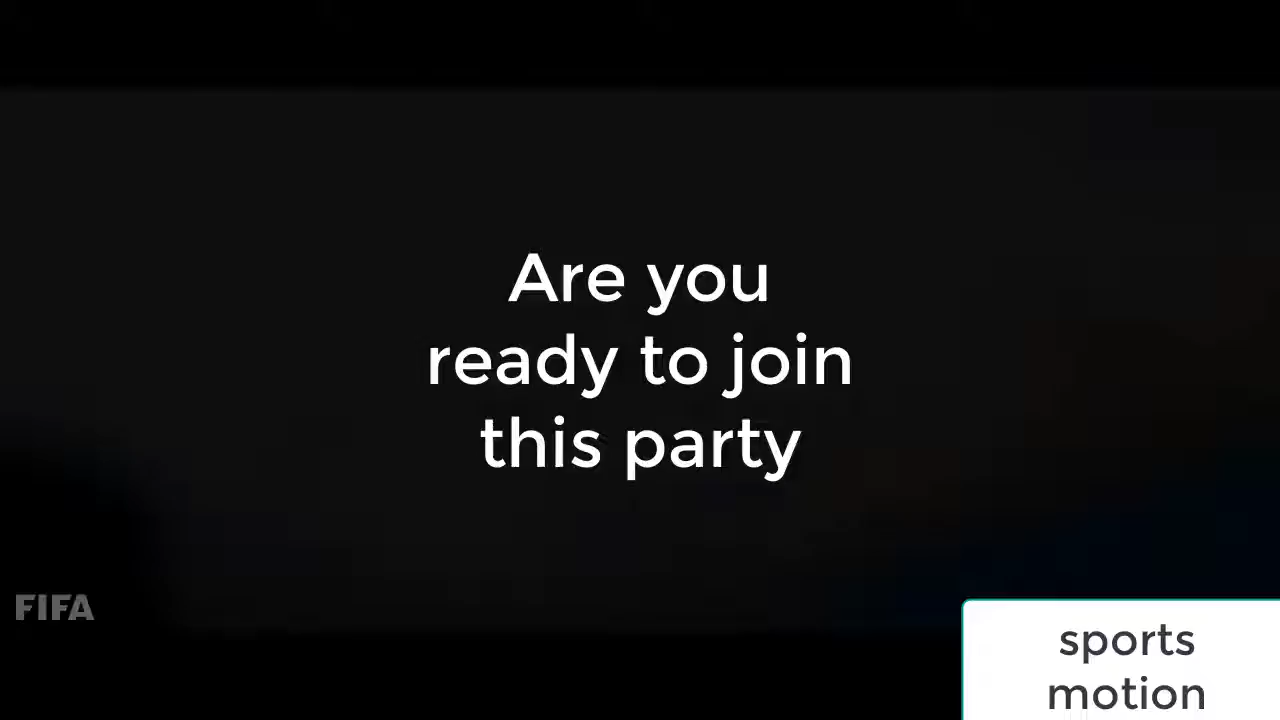 Are you
ready to join
this party
FIFA
sports
motion